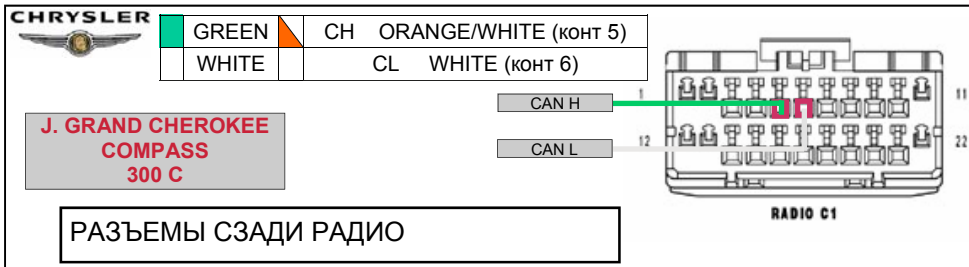 CHRYSLER
GREEN CH ORANGE/WHITE (конт 5)
WHITE CL WHITE (конт 6)
CAN H
1 11
J. GRAND CHEROKEE
COMPASS
300 C
CAN L
12 22
RADIO C1
РАЗЪЕМЫ СЗАДИ РАДИО